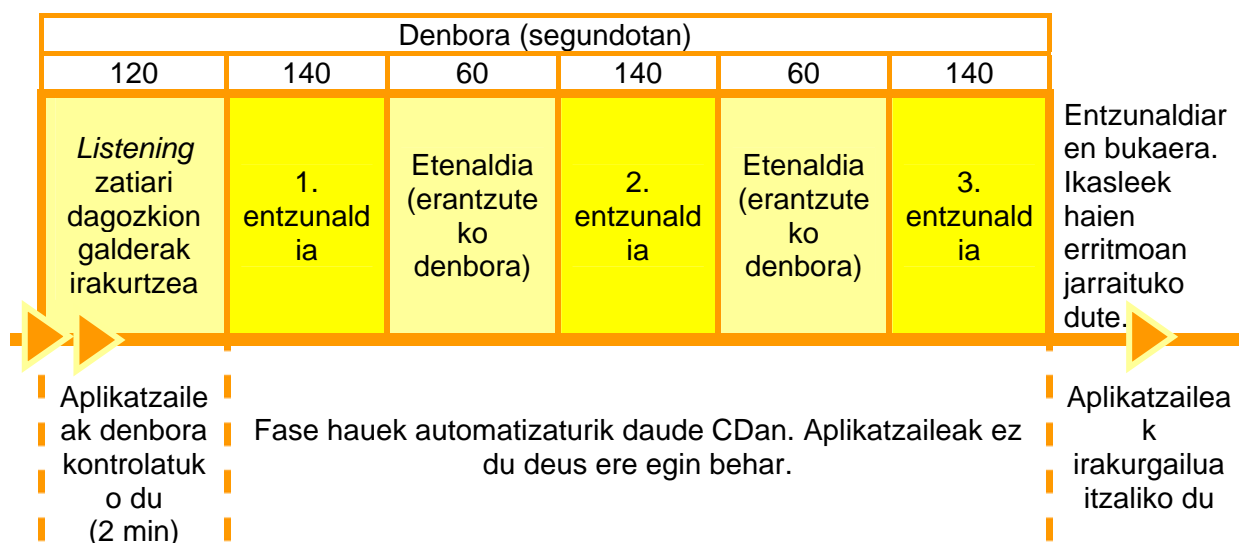 Denbora (segundotan)
120 140 60 140 60 140
Listening
zatiari
dagozkion
galderak
irakurtzea
1.
entzunald
ia
Etenaldia
(erantzute
ko
denbora)
2.
entzunald
ia
Etenaldia
(erantzute
ko
denbora)
3.
entzunald
ia
Entzunaldiar
en bukaera.
Ikasleek
haien
erritmoan
jarraituko
dute.
Aplikatzaile
ak denbora
kontrolatuk
o du
(2 min)
Fase hauek automatizaturik daude CDan. Aplikatzaileak ez
du deus ere egin behar.
Aplikatzailea
k
irakurgailua
itzaliko du